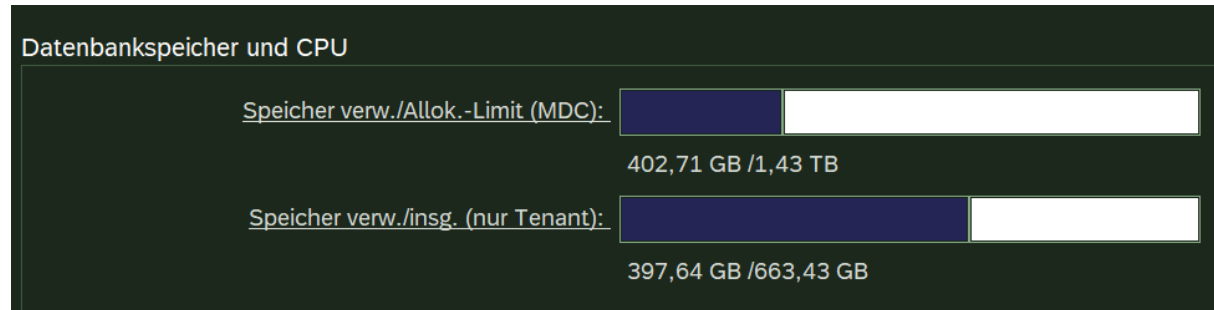 Datenbankspeicher und CPU
Speicher verw./Allok.-Limit (MDC):
402,71 GB /1,43 TB
Speicher verw./insg. (nur Tenant):
397,64 GB /663,43 GB